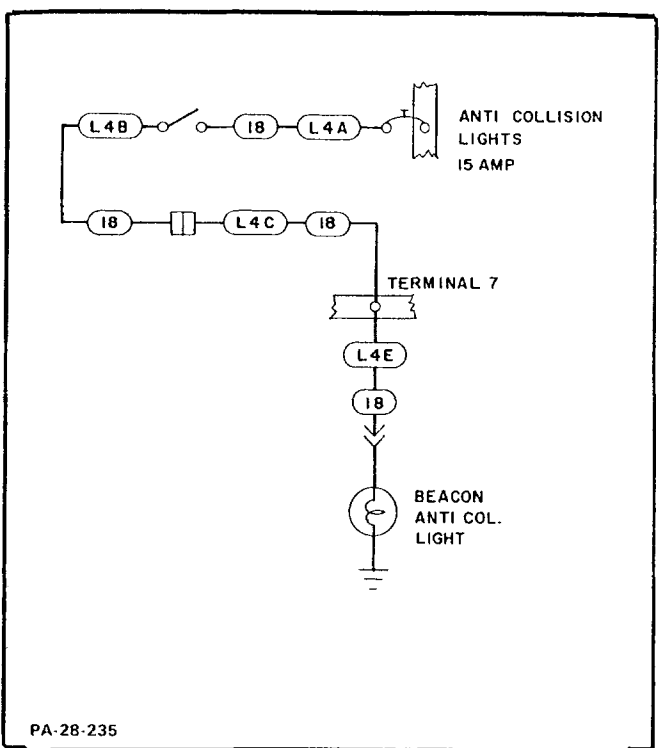 L4B 18 L4A
ANTI COLLISION
LIGHTS
15 AMP
18 L4C 18
TERMINAL 7
L4E
18
BEACON
ANTI COL.
LIGHT
PA-28-235